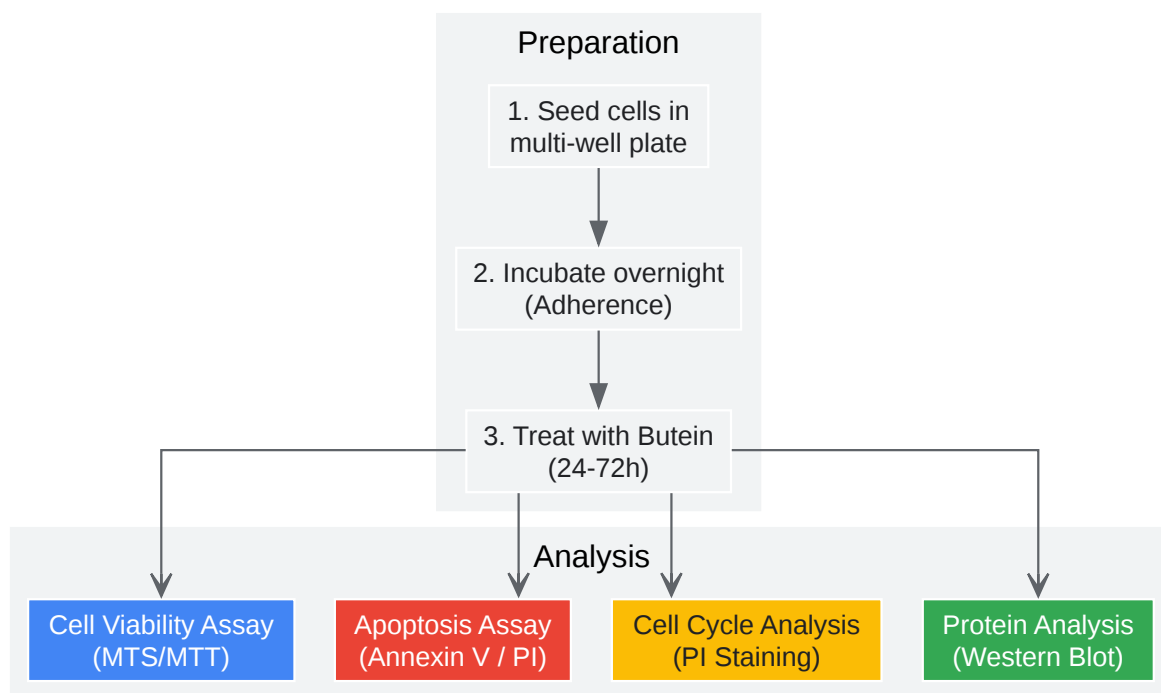 Preparation
1. Seed cells in
multi-well plate
2. Incubate overnight
(Adherence)
3. Treat with Butein
(24-72h)
Analysis
Cell Viability Assay
(MTS/MTT)
Apoptosis Assay
(Annexin V / PI)
Cell Cycle Analysis
(PI Staining)
Protein Analysis
(Western Blot)